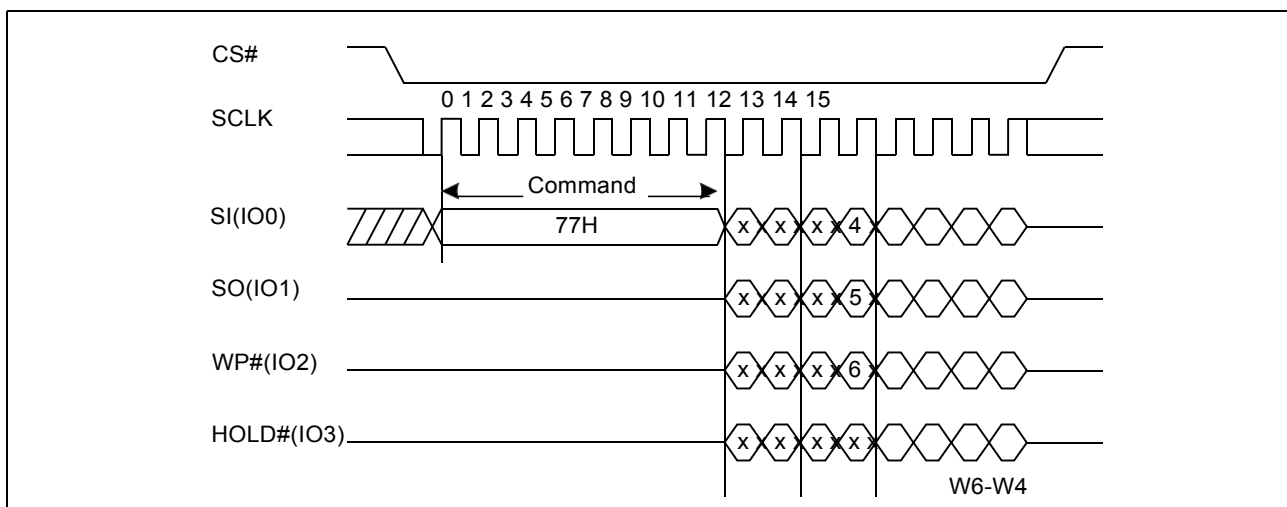 CS#
0 1 2 3 4 5 6 7 8 9 10 11 12 13 14 15
SCLK
Command
SI(IO0) 77H x x x 4
SO(IO1) x x x x 5 x
WP#(IO2) x x x x 6 x
HOLD#(IO3) x x x x x x x
W6-W4